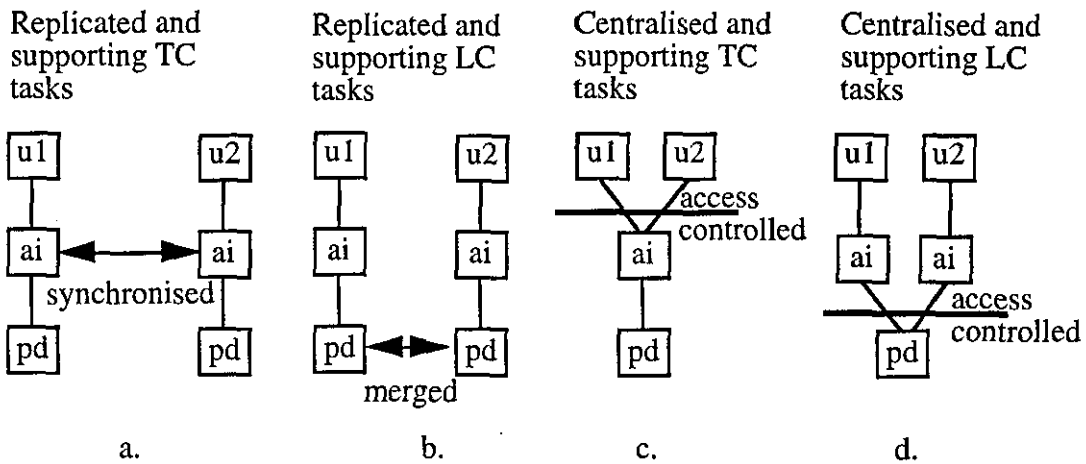 Replicated and
supporting TC
tasks
Replicated and
supporting LC
tasks
Centralised and
supporting TC
tasks
Centralised and
supporting LC
tasks
u1
u2
u1
u2
u1
u2
u1
u2
access
controlled
ai
ai
ai
ai
ai
ai
ai
synchronised
access
controlled
pd
pd
pd
pd
pd
pd
merged
a.
b.
c.
d.